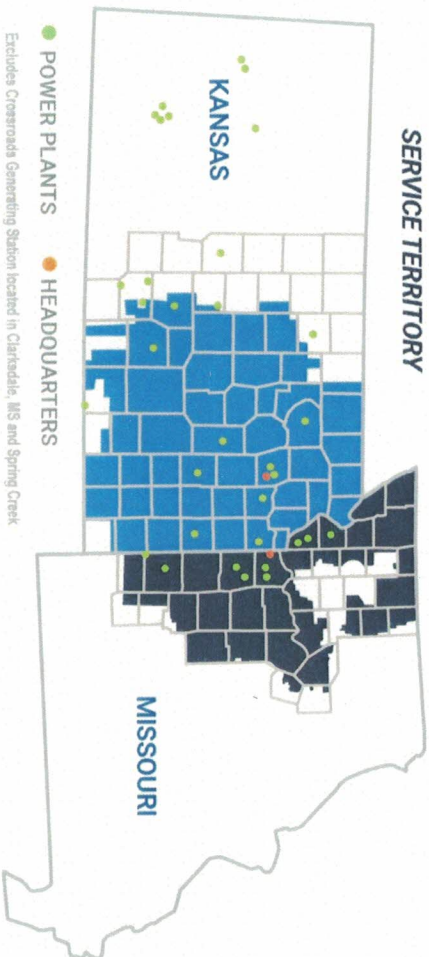 SERVICE TERRITORY
KANSAS
MISSOURI
POWER PLANTS
HEADQUARTERS
Excludes Crossroads Generating Station located in Clarksdale, MS and Spring Creek